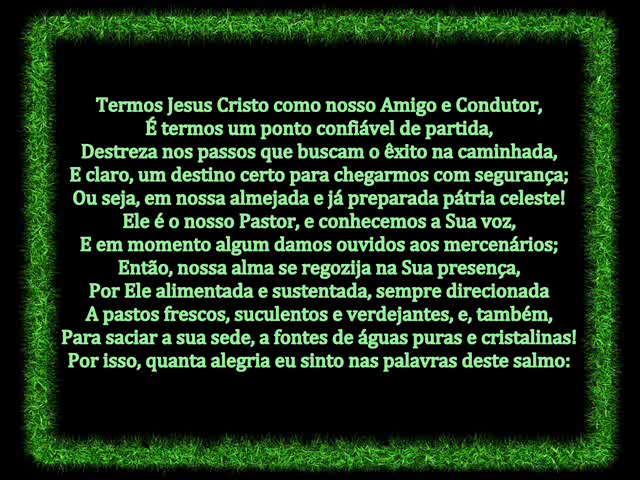 Termos Jesus Cristo como nosso Amigo e Condutor,
É termos um ponto confiável de partida,
Destreza nos passos que buscam o êxito na caminhada,
E claro, um destino certo para chegarmos com segurança;
Ou seja, em nossa almejada e já preparada pátria celeste!
Ele é o nosso Pastor, e conhecemos a Sua voz,
E em momento algum damos ouvidos aos mercenários;
Então, nossa alma se regozija na Sua presença,
Por Ele alimentada e sustentada, sempre direcionada
A pastos frescos, suculentos e verdejantes, e, também,
Para saciar a sua sede, a fontes de águas puras e cristalinas!
Por isso, quanta alegria eu sinto nas palavras deste salmo: